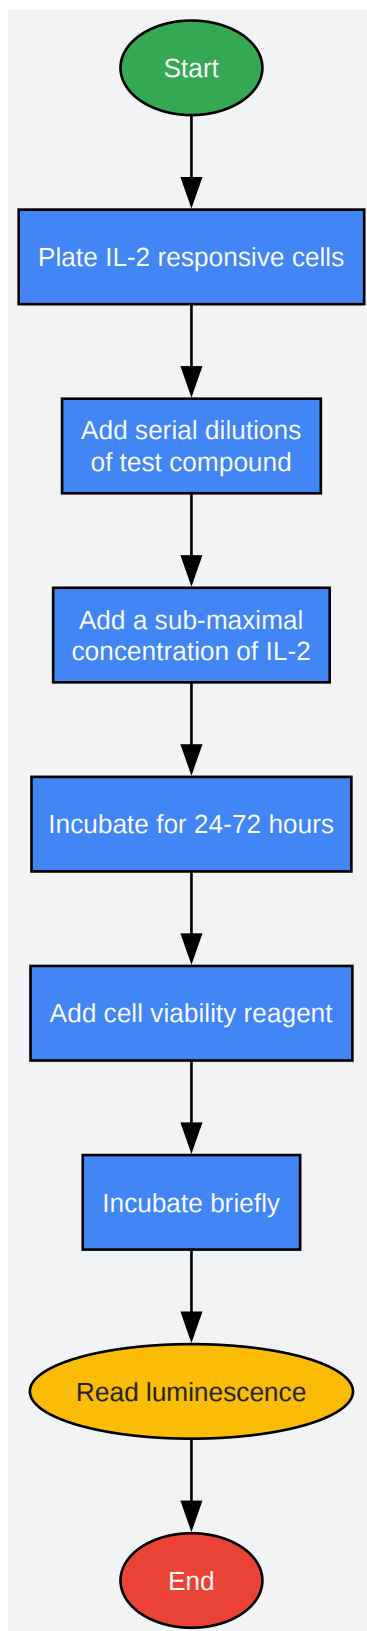 Start
Plate IL-2 responsive cells
Add serial dilutions
of test compound
Add a sub-maximal
concentration of IL-2
Incubate for 24-72 hours
Add cell viability reagent
Incubate briefly
Read luminescence
End